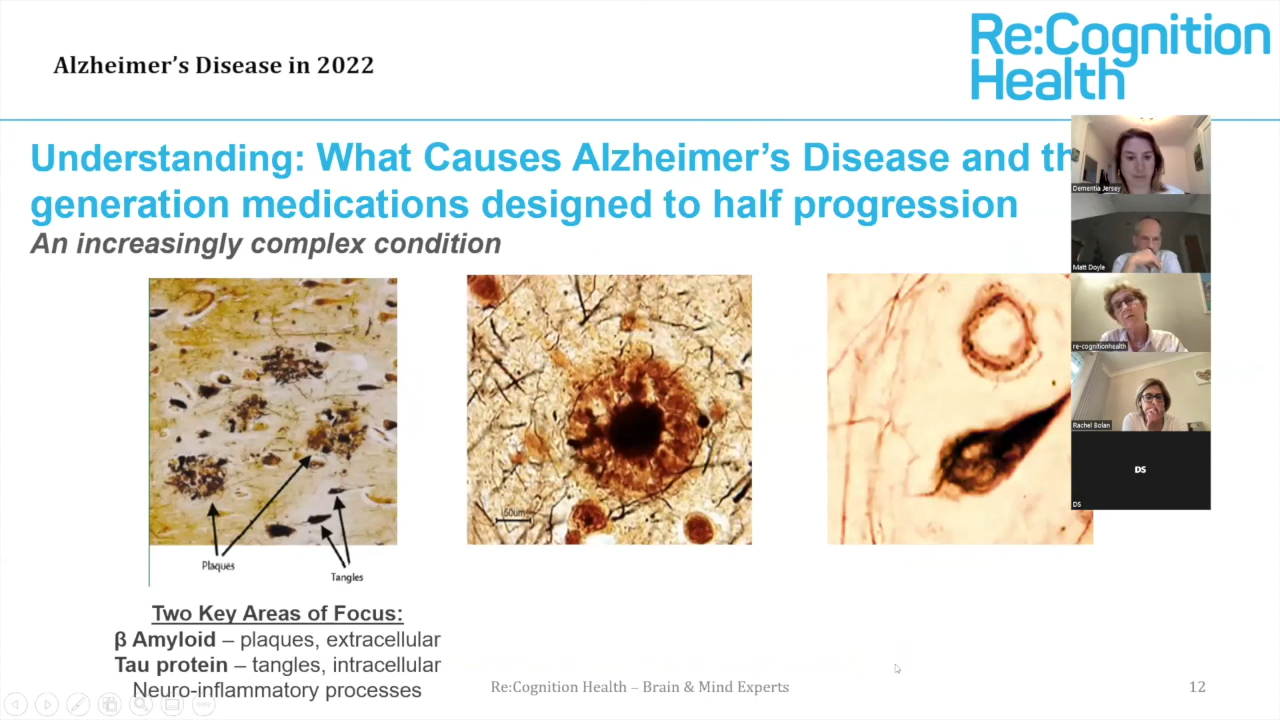 Alzheimer's Disease in 2022
Re:Cognition
Health
Understanding: What Causes Alzheimer's Disease and th
generation medications designed to half progression
An increasingly complex condition
Dementia Jersey
Matt Doyle
re-cognitionhealth
Rachel Bolan
DS
DS
50um
Plaques
Tangles
Two Key Areas of Focus:
β Amyloid – plaques, extracellular
Tau protein – tangles, intracellular
Neuro-inflammatory processes
Re:Cognition Health – Brain & Mind Experts
12